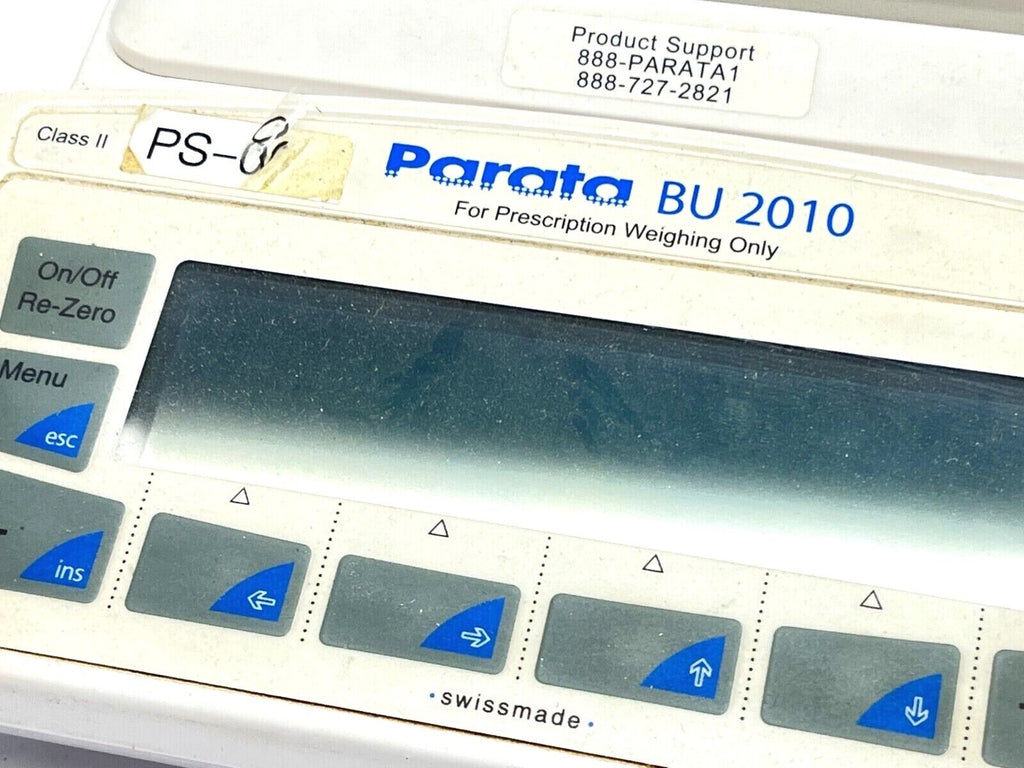 Product Support
888-PARATA1
888-727-2821
Class II
PS-
Parata BU 2010
For Prescription Weighing Only
On/Off
Re-Zero
Menu
esc
ins
•swissmade•